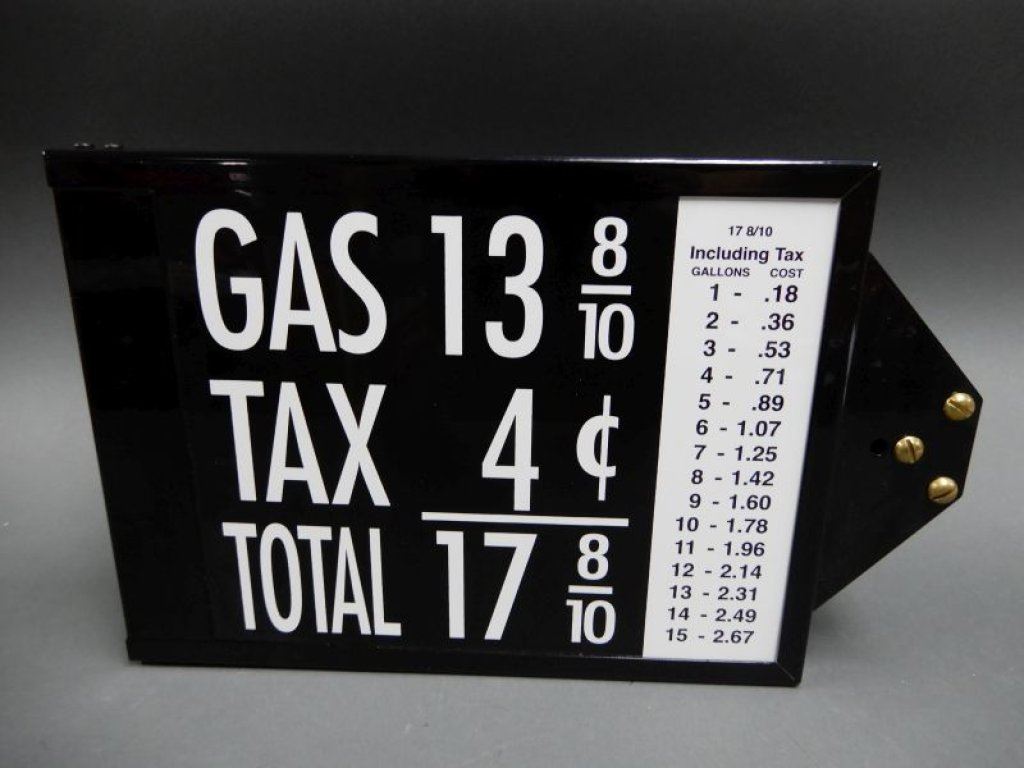 GAS 13 8/10
TAX 4 ¢
TOTAL 17 8/10
17 8/10
Including Tax
GALLONS COST
1 - .18
2 - .36
3 - .53
4 - .71
5 - .89
6 - 1.07
7 - 1.25
8 - 1.42
9 - 1.60
10 - 1.78
11 - 1.96
12 - 2.14
13 - 2.31
14 - 2.49
15 - 2.67